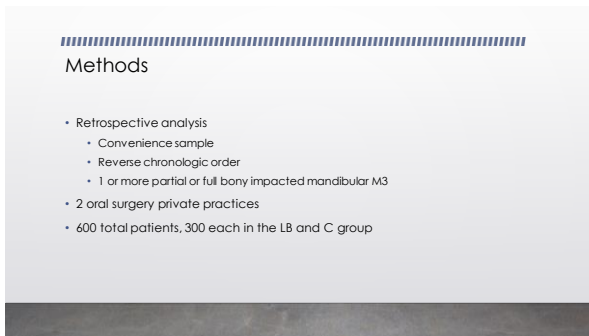 Methods
• Retrospective analysis
• Convenience sample
• Reverse chronologic order
• 1 or more partial or full bony impacted mandibular M3
• 2 oral surgery private practices
• 600 total patients, 300 each in the LB and C group